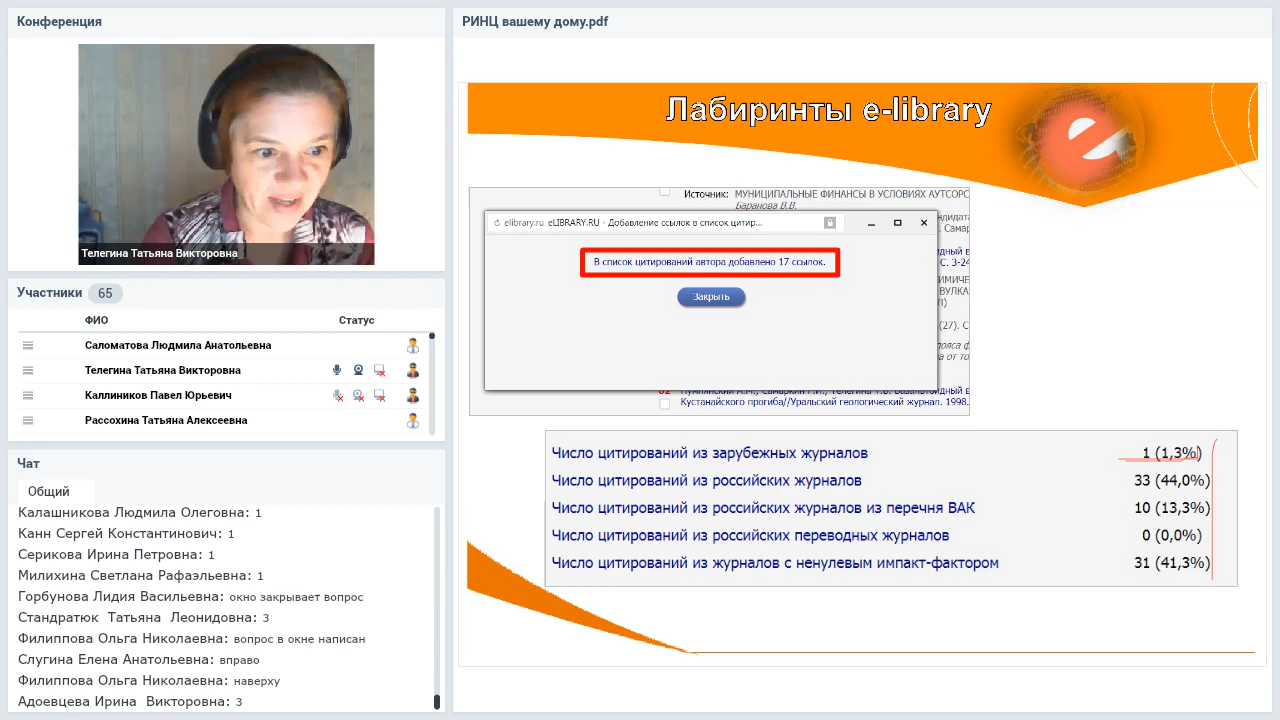 Конференция
Телегина Татьяна Викторовна
Участники 65
ФИО Статус
Саломатова Людмила Анатольевна
Телегина Татьяна Викторовна
Каллиников Павел Юрьевич
Рассохина Татьяна Алексеевна
Чат
Общий
Калашникова Людмила Олеговна: 1
Канн Сергей Константинович: 1
Серикова Ирина Петровна: 1
Милихина Светлана Рафаэльевна: 1
Горбунова Лидия Васильевна: окно закрывает вопрос
Стандратюк Татьяна Леонидовна: 3
Филиппова Ольга Николаевна: вопрос в окне написан
Слугина Елена Анатольевна: вправо
Филиппова Ольга Николаевна: наверху
Адоевцева Ирина Викторовна: 3
РИНЦ вашему дому.pdf
Лабиринты e-library
Источник: МУНИЦИПАЛЬНЫЕ ФИНАНСЫ В УСЛОВИЯХ АУТСОРС
Баранова В.В.
elibrary.ru eLIBRARY.RU - Добавление ссылок в список цитир...
В список цитирований автора добавлено 17 ссылок.
Закрыть
Кустанайского прогиба//Уральский геологический журнал. 1998.
Число цитирований из зарубежных журналов 1 (1,3%)
Число цитирований из российских журналов 33 (44,0%)
Число цитирований из российских журналов из перечня ВАК 10 (13,3%)
Число цитирований из российских переводных журналов 0 (0,0%)
Число цитирований из журналов с ненулевым импакт-фактором 31 (41,3%)